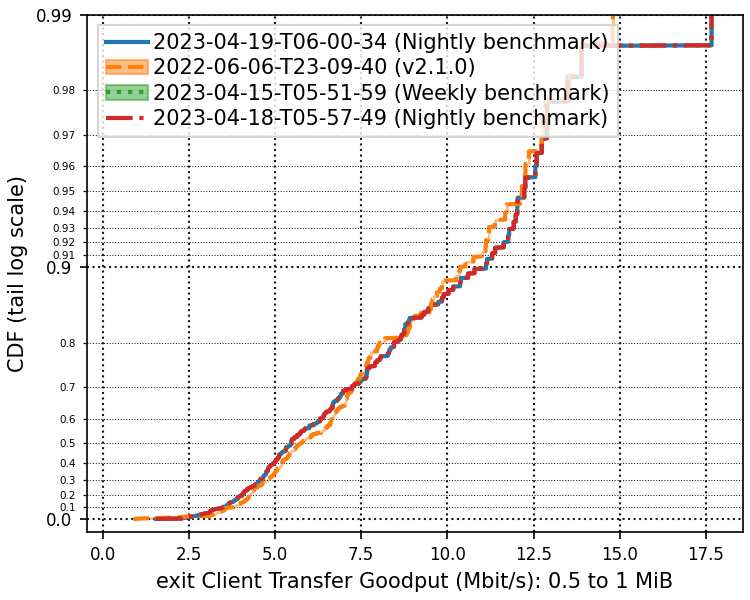 0.99
2023-04-19-T06-00-34 (Nightly benchmark)
2022-06-06-T23-09-40 (v2.1.0)
2023-04-15-T05-51-59 (Weekly benchmark)
2023-04-18-T05-57-49 (Nightly benchmark)
0.98
0.97
0.96
0.95
0.94
0.93
0.92
0.91
0.9
0.8
0.7
0.6
0.5
0.4
0.3
0.2
0.1
0.0
CDF (tail log scale)
0.0 2.5 5.0 7.5 10.0 12.5 15.0 17.5
exit Client Transfer Goodput (Mbit/s): 0.5 to 1 MiB